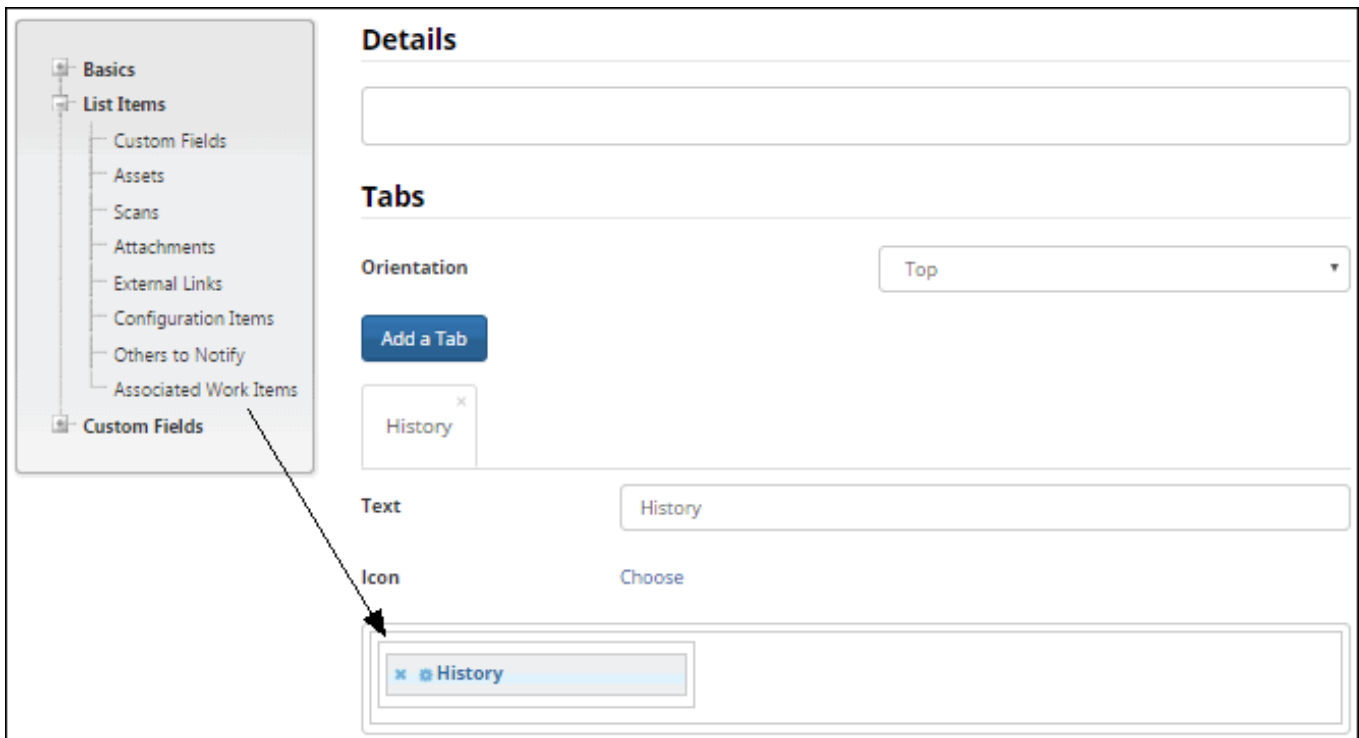 Basics
List Items
Custom Fields
Assets
Scans
Attachments
External Links
Configuration Items
Others to Notify
Associated Work Items
Custom Fields
Details
Tabs
Orientation Top
Add a Tab
History
Text History
Icon Choose
History